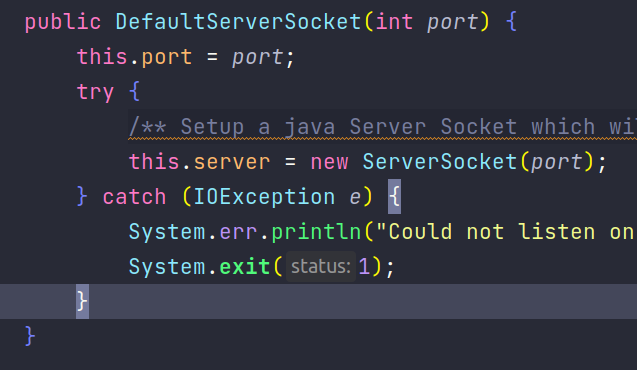 public DefaultServerSocket(int port) {
this.port = port;
try {
/** Setup a java Server Socket which
this.server = new ServerSocket(port);
} catch (IOException e) {
System.err.println("Could not listen on
System.exit( status: 1);
}
}